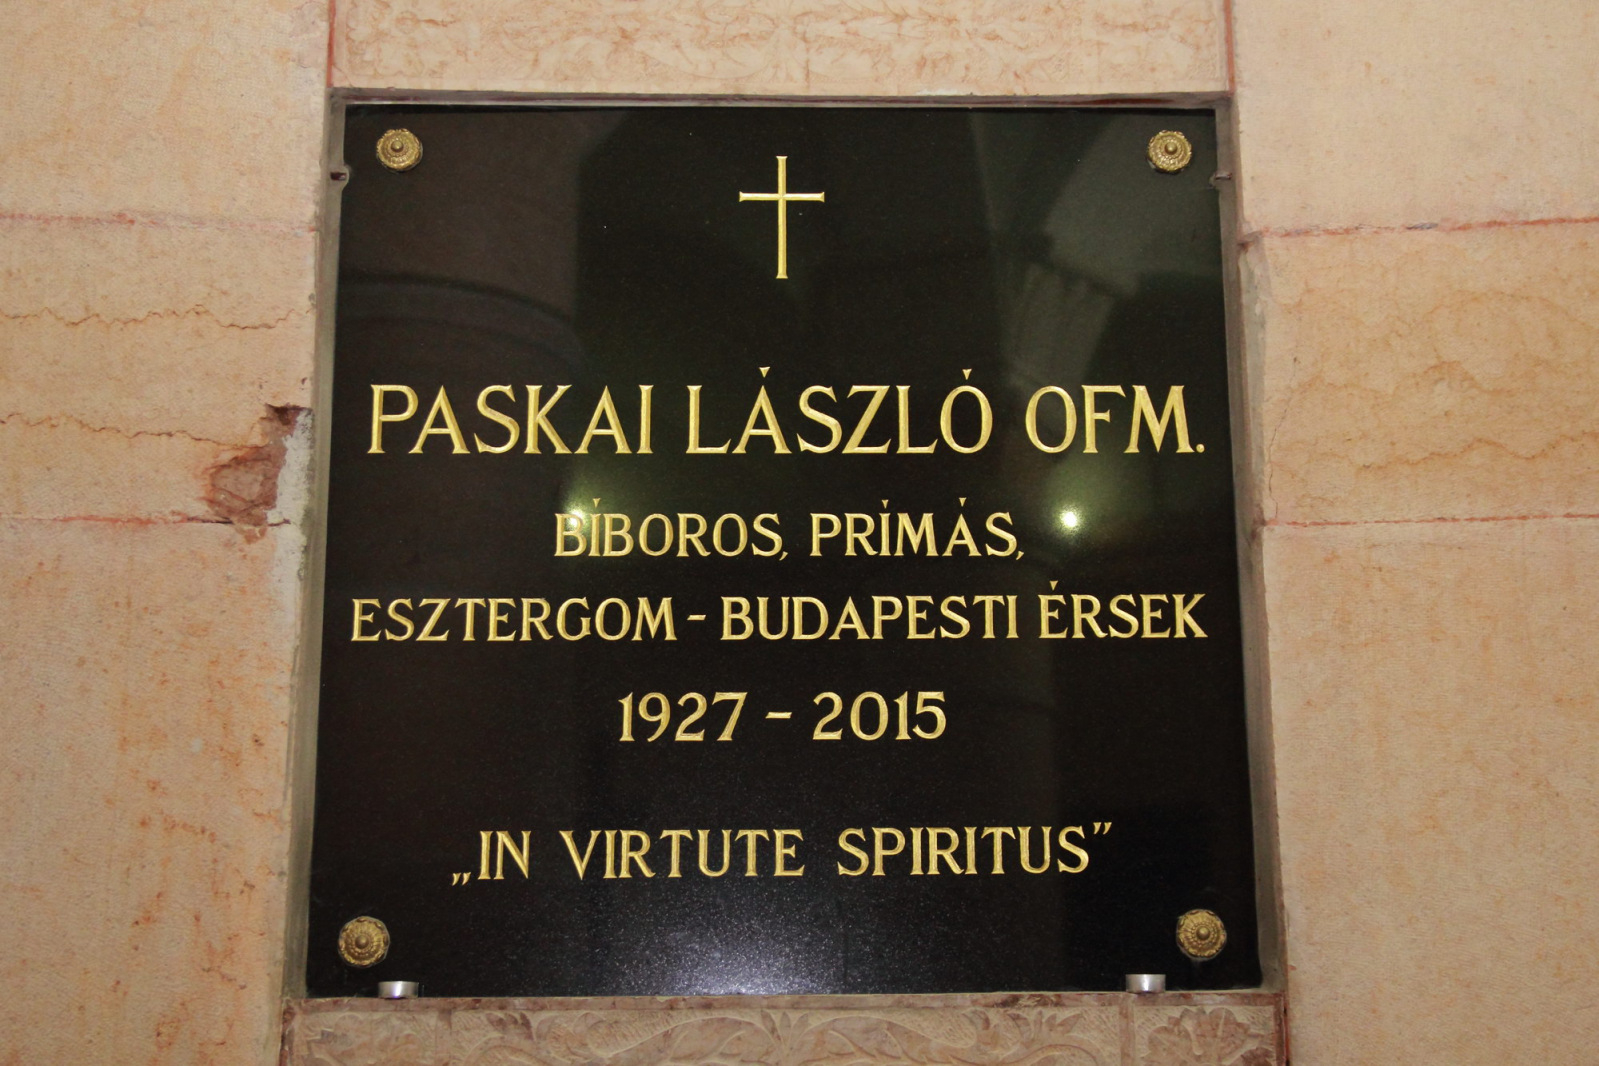 PASKAI LÁSZLÓ OFM.
BÍBOROS, PRÍMÁS,
ESZTERGOM - BUDAPESTI ÉRSEK
1927 - 2015
„IN VIRTUTE SPIRITUS”